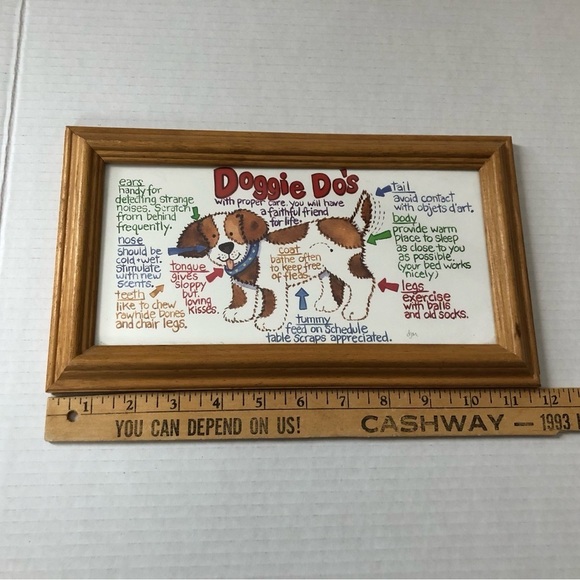 Doggie Do's
with proper care, you will have
a faithful friend
for life.
ears
handy for
detecting strange
noises. Scratch
from behind
frequently.
nose
should be
cold & wet.
Stimulate
with new
scents.
teeth
like to chew
rawhide bones
and chair legs.
tongue
gives
sloppy
but
loving
kisses.
coat
bathe often
to keep free
of fleas.
tummy
feed on schedule
table scraps appreciated.
tail
avoid contact
with objets d'art.
body
provide warm
place to sleep
as close to you
as possible.
(your bed works
nicely)
legs
exercise
with balls
and old socks.
1 2 3 4 5 6 7 8 9 10 11 12
YOU CAN DEPEND ON US! CASHWAY – 1993